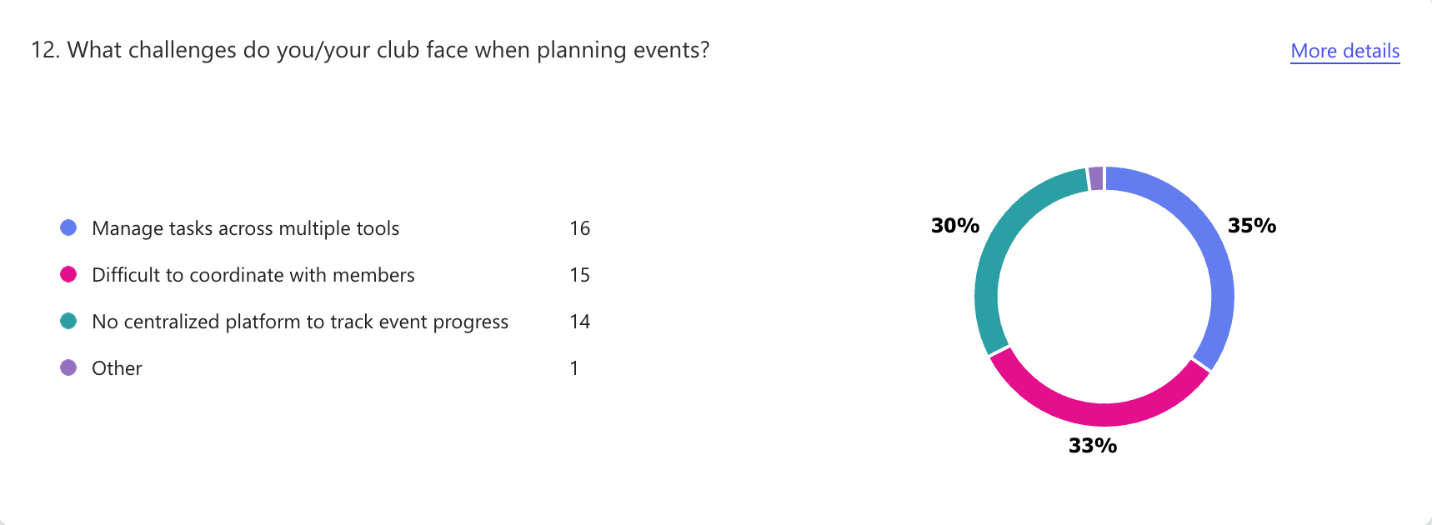 12. What challenges do you/your club face when planning events?
More details
Manage tasks across multiple tools 16
Difficult to coordinate with members 15
No centralized platform to track event progress 14
Other 1
30%
35%
33%